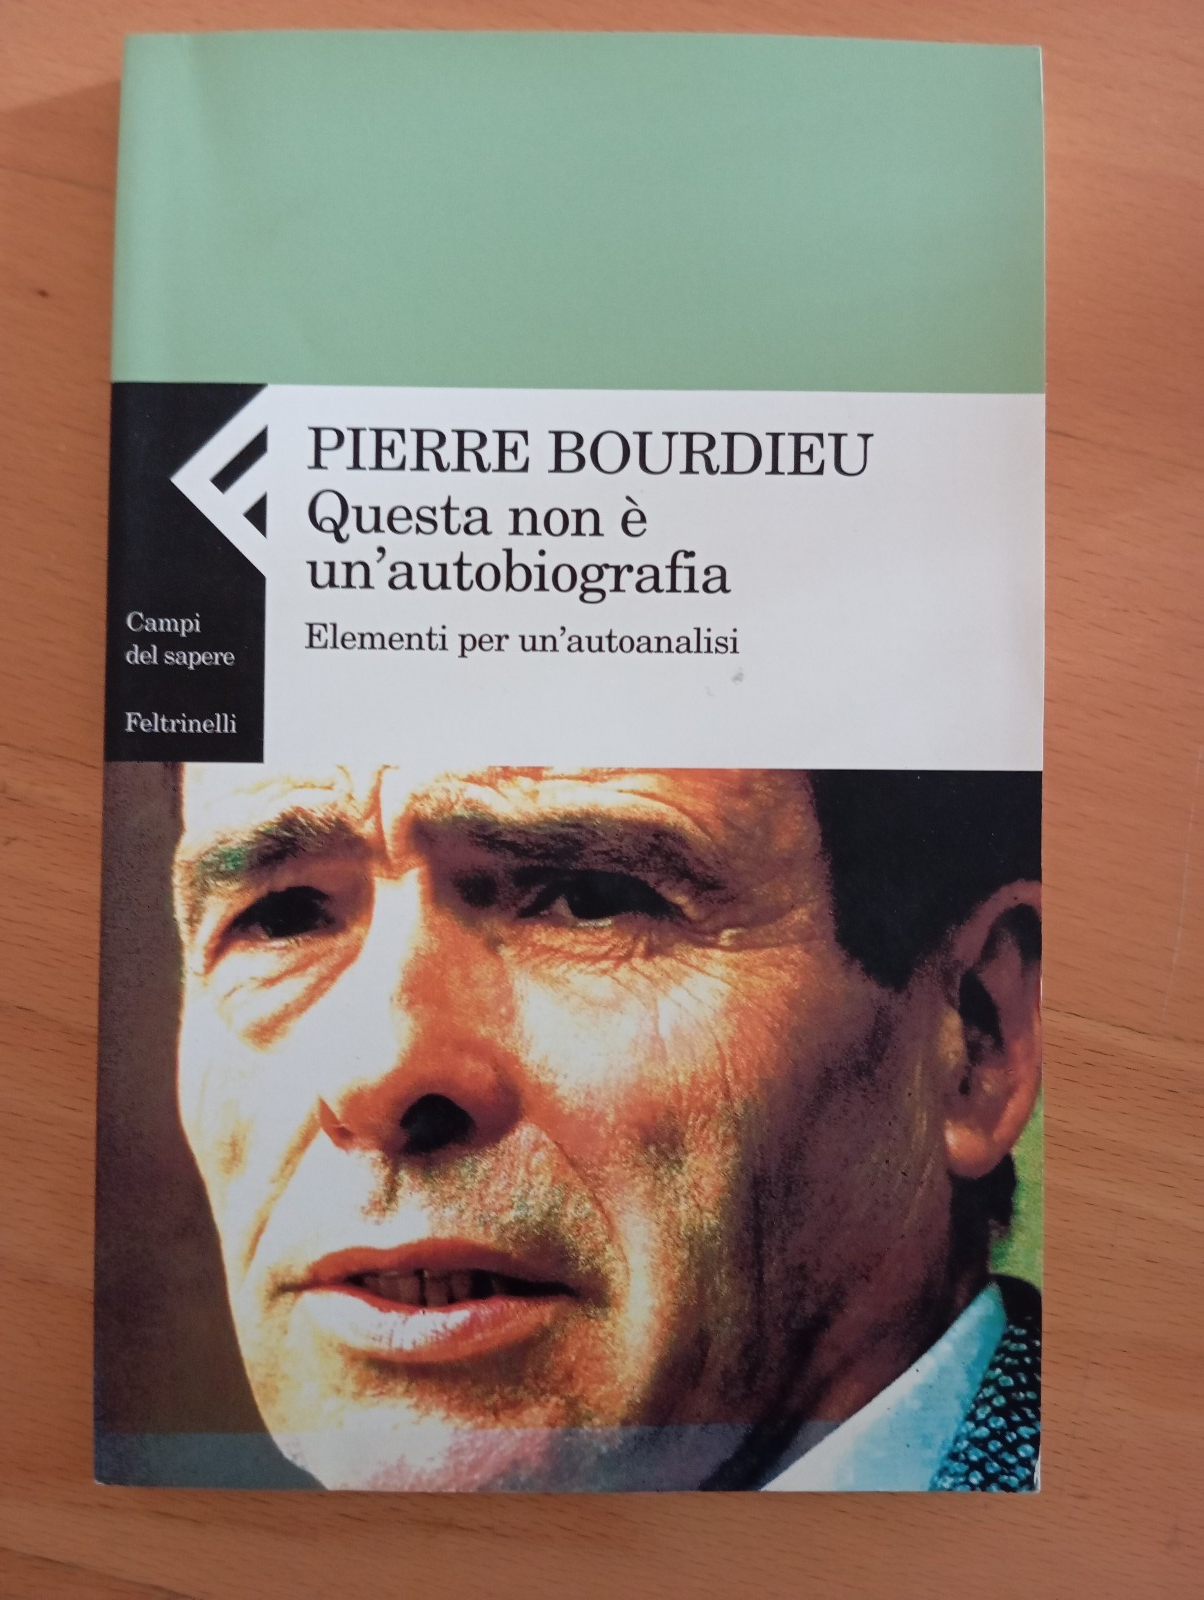 PIERRE BOURDIEU
Questa non è
un'autobiografia
Elementi per un'autoanalisi
Campi
del sapere
Feltrinelli